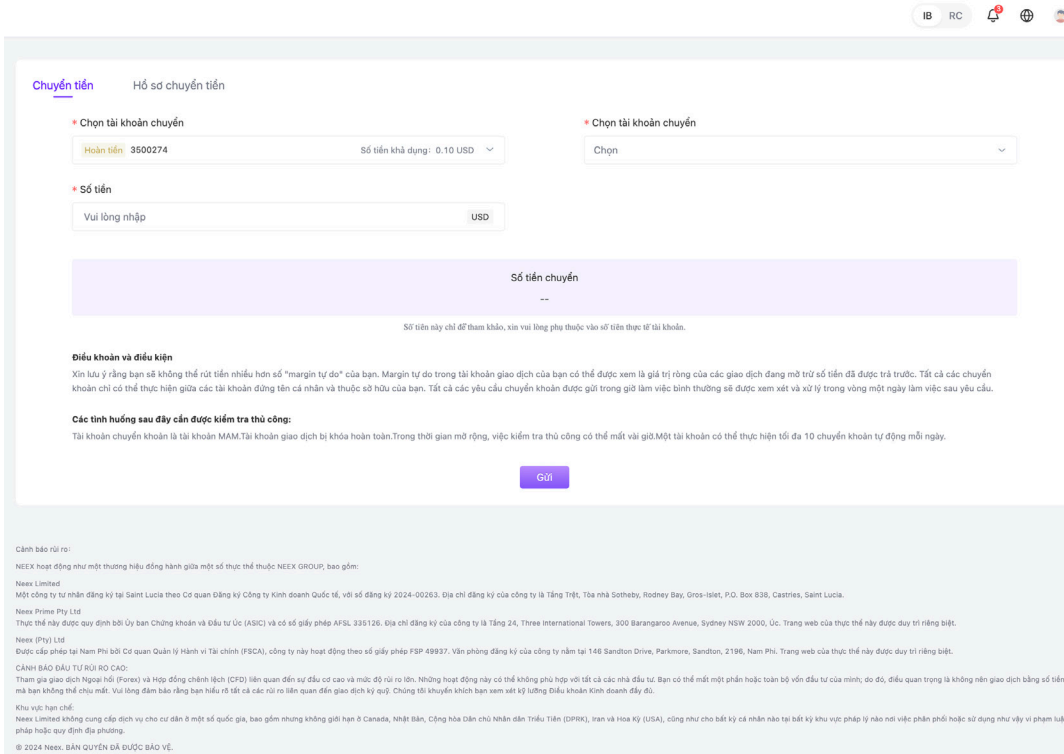 IB RC 3
Chuyển tiền Hồ sơ chuyển tiền
* Chọn tài khoản chuyển
Hoàn tiền 3500274 Số tiền khả dụng: 0.10 USD
* Chọn tài khoản chuyển
Chọn
* Số tiền
Vui lòng nhập USD
Số tiền chuyển
--
Số tiền này chỉ để tham khảo, xin vui lòng phụ thuộc vào số tiền thực tế tài khoản.
Điều khoản và điều kiện
Xin lưu ý rằng bạn sẽ không thể rút tiền nhiều hơn số "margin tự do" của bạn. Margin tự do trong tài khoản giao dịch của bạn có thể được xem là giá trị ròng của các giao dịch đang mở trừ số tiền đã được trả trước. Tất cả các chuyển
khoản chỉ có thể thực hiện giữa các tài khoản đứng tên cá nhân và thuộc sở hữu của bạn. Tất cả các yêu cầu chuyển khoản được gửi trong giờ làm việc bình thường sẽ được xem xét và xử lý trong vòng một ngày làm việc sau yêu cầu.
Các tình huống sau đây cần được kiểm tra thủ công:
Tài khoản chuyển khoản là tài khoản MAM.Tài khoản giao dịch bị khóa hoàn toàn.Trong thời gian mở rộng, việc kiểm tra thủ công có thể mất vài giờ.Một tài khoản có thể thực hiện tối đa 10 chuyển khoản tự động mỗi ngày.
Gửi
Cảnh báo rủi ro:
NEEX hoạt động như một thương hiệu đồng hành giữa một số thực thể thuộc NEEX GROUP, bao gồm:
Neex Limited
Một công ty tư nhân đăng ký tại Saint Lucia theo Cơ quan Đăng ký Công ty Kinh doanh Quốc tế, với số đăng ký 2024-00263. Địa chỉ đăng ký của công ty là Tầng Trệt, Tòa nhà Sotheby, Rodney Bay, Gros-Islet, P.O. Box 838, Castries, Saint Lucia.
Neex Prime Pty Ltd
Thực thể này được quy định bởi Ủy ban Chứng khoán và Đầu tư Úc (ASIC) và có số giấy phép AFSL 335126. Địa chỉ đăng ký của công ty là Tầng 24, Three International Towers, 300 Barangaroo Avenue, Sydney NSW 2000, Úc. Trang web của thực thể này được duy trì riêng biệt.
Neex (Pty) Ltd
Được cấp phép tại Nam Phi bởi Cơ quan Quản lý Hành vi Tài chính (FSCA), công ty này hoạt động theo số giấy phép FSP 49937. Văn phòng đăng ký của công ty nằm tại 146 Sandton Drive, Parkmore, Sandton, 2196, Nam Phi. Trang web của thực thể này được duy trì riêng biệt.
CẢNH BÁO ĐẦU TƯ RỦI RO CAO:
Tham gia giao dịch Ngoại hối (Forex) và Hợp đồng chênh lệch (CFD) liên quan đến sự đầu cơ cao và mức độ rủi ro lớn. Những hoạt động này có thể không phù hợp với tất cả các nhà đầu tư. Bạn có thể mất một phần hoặc toàn bộ vốn đầu tư của mình; do đó, điều quan trọng là không nên giao dịch bằng số tiền
mà bạn không thể chịu mất. Vui lòng đảm bảo rằng bạn hiểu rõ tất cả các rủi ro liên quan đến giao dịch ký quỹ. Chúng tôi khuyến khích bạn xem xét kỹ lưỡng Điều khoản Kinh doanh đầy đủ.
Khu vực hạn chế:
Neex Limited không cung cấp dịch vụ cho cư dân ở một số quốc gia, bao gồm nhưng không giới hạn ở Canada, Nhật Bản, Cộng hòa Dân chủ Nhân dân Triều Tiên (DPRK), Iran và Hoa Kỳ (USA), cũng như cho bất kỳ cá nhân nào tại bất kỳ khu vực pháp lý nào nơi việc phân phối hoặc sử dụng như vậy vi phạm luật
pháp hoặc quy định địa phương.
© 2024 Neex. BẢN QUYỀN ĐÃ ĐƯỢC BẢO VỆ.